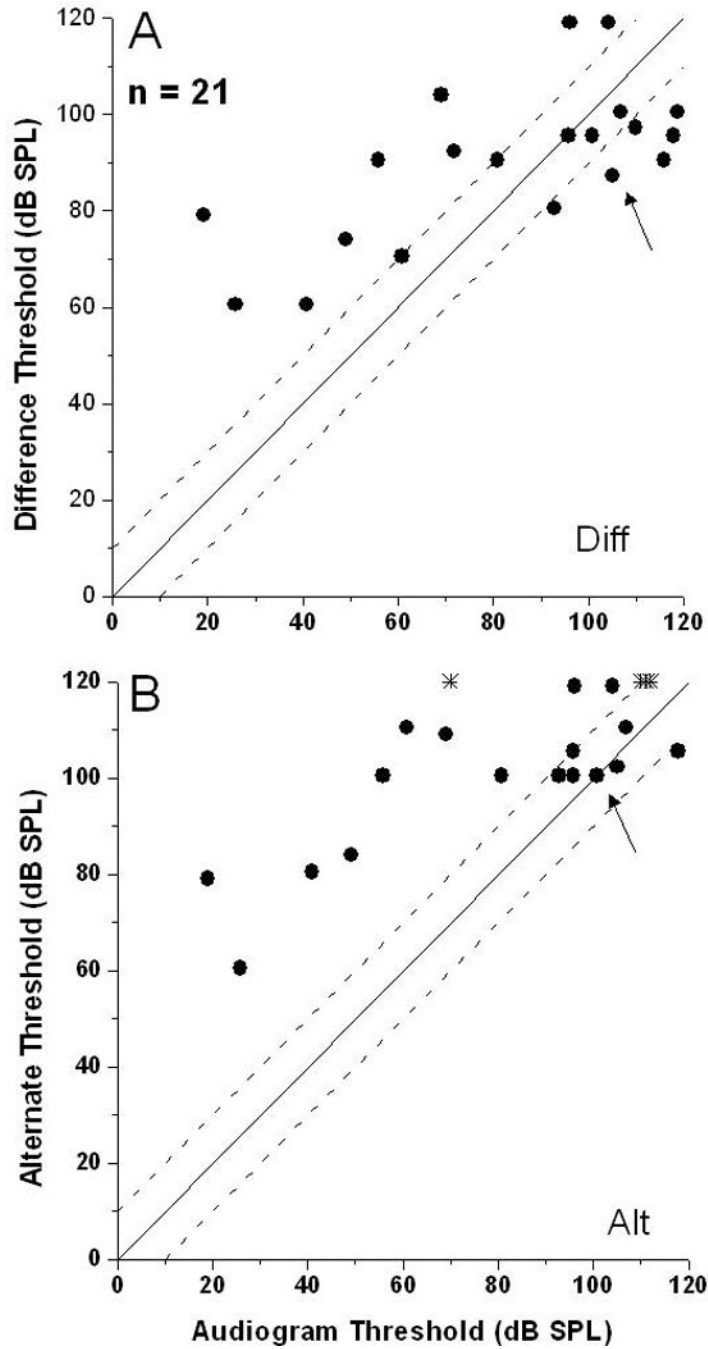 A
n = 21
Difference Threshold (dB SPL)
120
100
80
60
40
20
0
Diff
0 20 40 60 80 100 120
B
Alternate Threshold (dB SPL)
120
100
80
60
40
20
0
Alt
0 20 40 60 80 100 120
Audiogram Threshold (dB SPL)